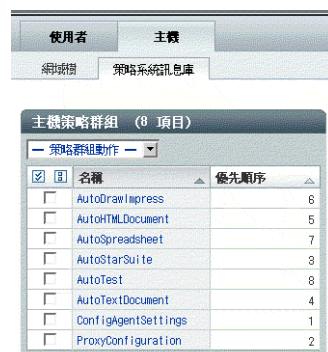 使用者 主機
網域樹 策略系統訊息庫
主機策略群組 (8 項目)
— 策略群組動作 —
名稱 優先順序
AutoDrawImpress 6
AutoHTMLDocument 5
AutoSpreadsheet 7
AutoStarSuite 3
AutoTest 8
AutoTextDocument 4
ConfigAgentSettings 1
ProxyConfiguration 2